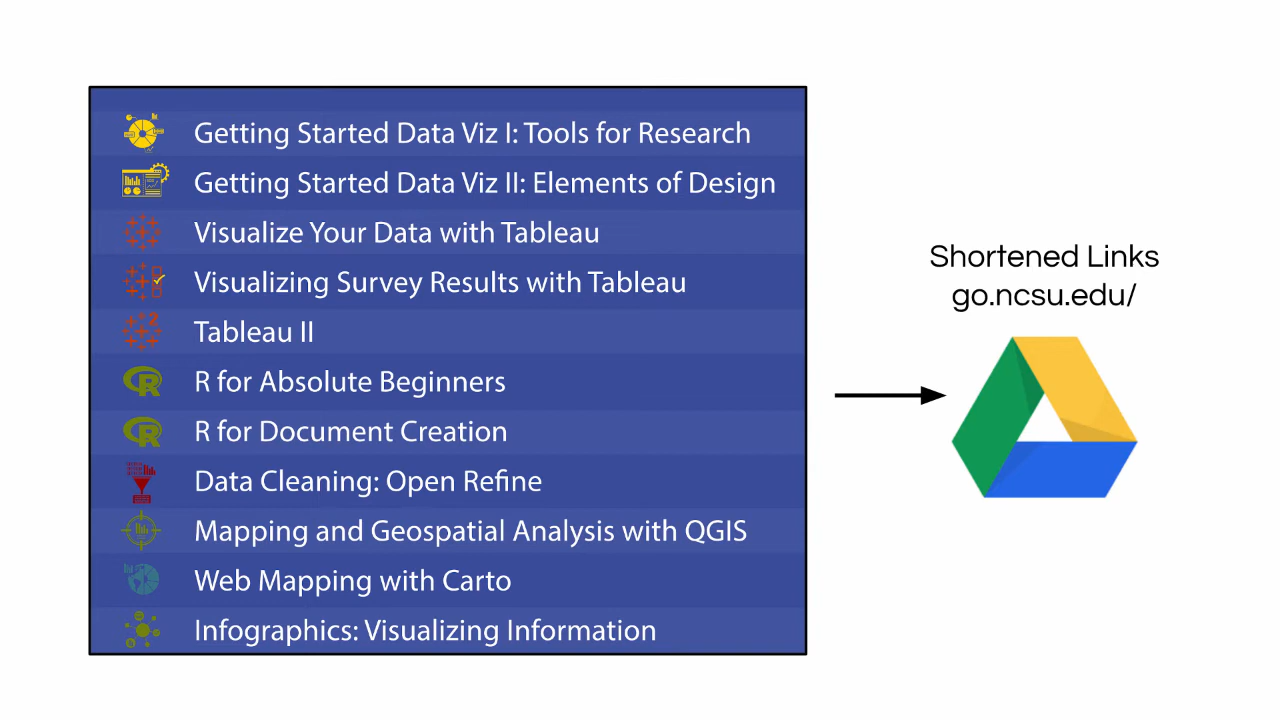 Getting Started Data Viz I: Tools for Research
Getting Started Data Viz II: Elements of Design
Visualize Your Data with Tableau
Visualizing Survey Results with Tableau
2
Tableau II
R
R for Absolute Beginners
R
R for Document Creation
Data Cleaning: Open Refine
Mapping and Geospatial Analysis with QGIS
Web Mapping with Carto
Infographics: Visualizing Information
Shortened Links
go.ncsu.edu/